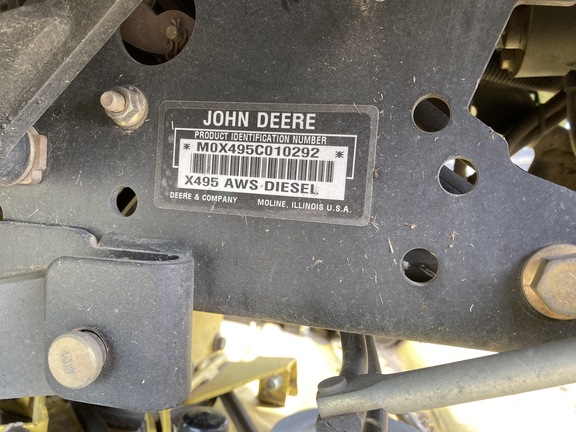 JOHN DEERE
PRODUCT IDENTIFICATION NUMBER
*M0X495C010292*
X495 AWS DIESEL
DEERE & COMPANY MOLINE, ILLINOIS U.S.A.